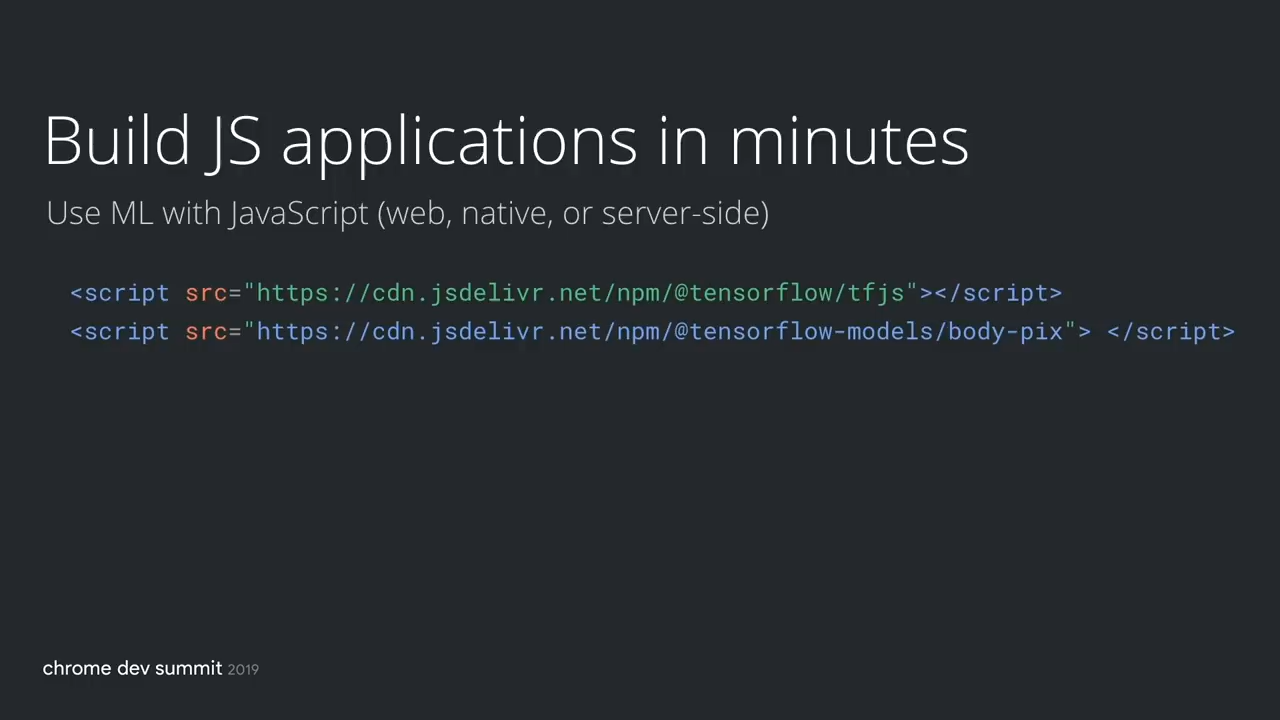 Build JS applications in minutes
Use ML with JavaScript (web, native, or server-side)
<script src="https://cdn.jsdelivr.net/npm/@tensorflow/tfjs"></script>
<script src="https://cdn.jsdelivr.net/npm/@tensorflow-models/body-pix"> </script>
chrome dev summit 2019